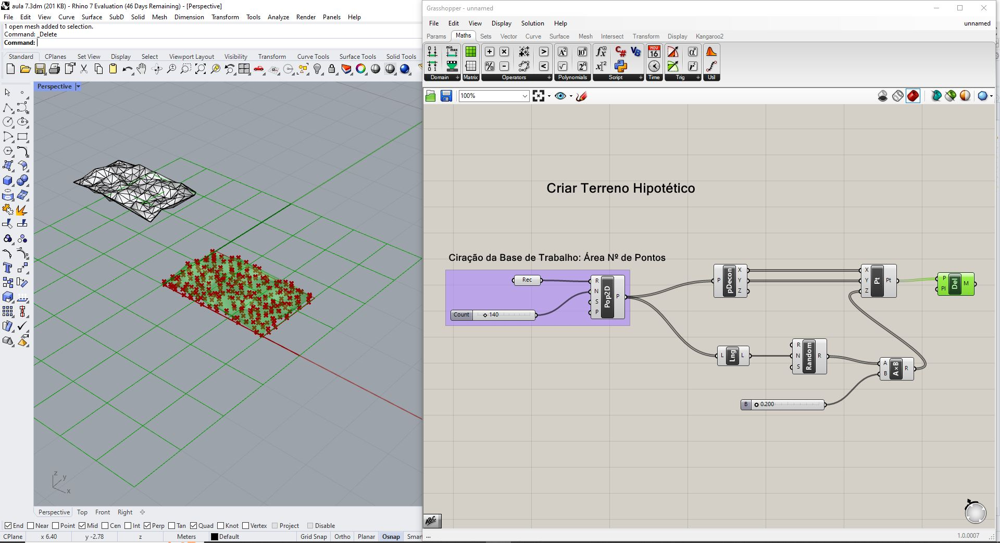 aula 7.3dm (201 KB) - Rhino 7 Evaluation (46 Days Remaining) - [Perspective]
File Edit View Curve Surface SubD Solid Mesh Dimension Transform Tools Analyze Render Panels Help
1 open mesh added to selection.
Command: _Delete
Command:
Standard CPlanes Set View Display Select Viewport Layout Visibility Transform Curve Tools Surface Tools Solid Tools
Perspective
z
y
x
Perspective Top Front Right
End Near Point Mid Cen Int Perp Tan Quad Knot Vertex Project Disable
CPlane x 6.40 y -2.78 z Meters Default Grid Snap Ortho Planar Osnap Smar
Grasshopper - unnamed
File Edit View Display Solution Help unnamed
Params Maths Sets Vector Curve Surface Mesh Intersect Transform Display Kangaroo2
Domain Matrix Operators Polynomials Script Time Trig Util
100%
Criar Terreno Hipotético
Ciração da Base de Trabalho: Área Nº de Pontos
Rec
Count 140
R N S P Pop2D P
P pDecon X Y Z
X Y Z Pt Pt
P Pl Del M
L Lng L
R N S Random R
A B A×B R
B 0.200
ABC
... 1.0.0007